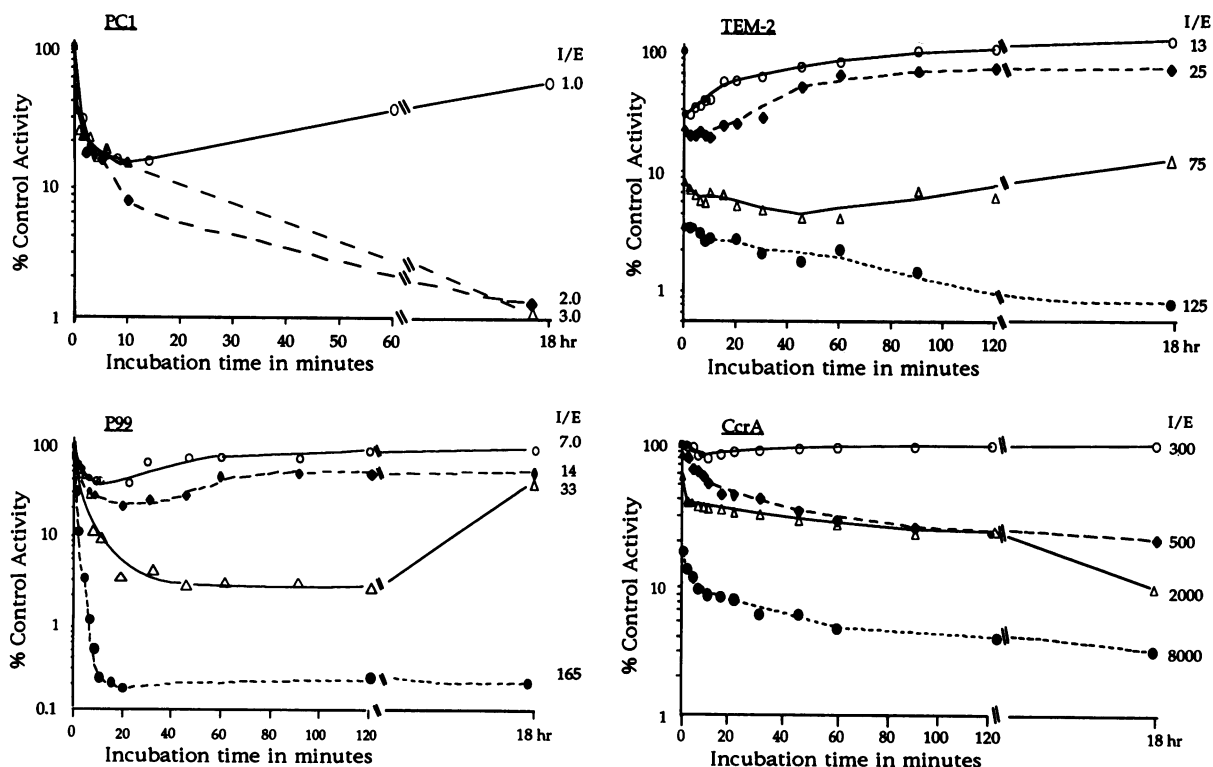 PC1
I/E
100
10
1
% Control Activity
1.0
2.0
3.0
0 10 20 30 40 50 60 18 hr
Incubation time in minutes
TEM-2
I/E
100
10
1
% Control Activity
13
25
75
125
0 20 40 60 80 100 120 18 hr
Incubation time in minutes
P99
I/E
100
10
1
0.1
% Control Activity
7.0
14
33
165
0 20 40 60 80 100 120 18 hr
Incubation time in minutes
CcrA
I/E
100
10
1
% Control Activity
300
500
2000
8000
0 20 40 60 80 100 120 18 hr
Incubation time in minutes